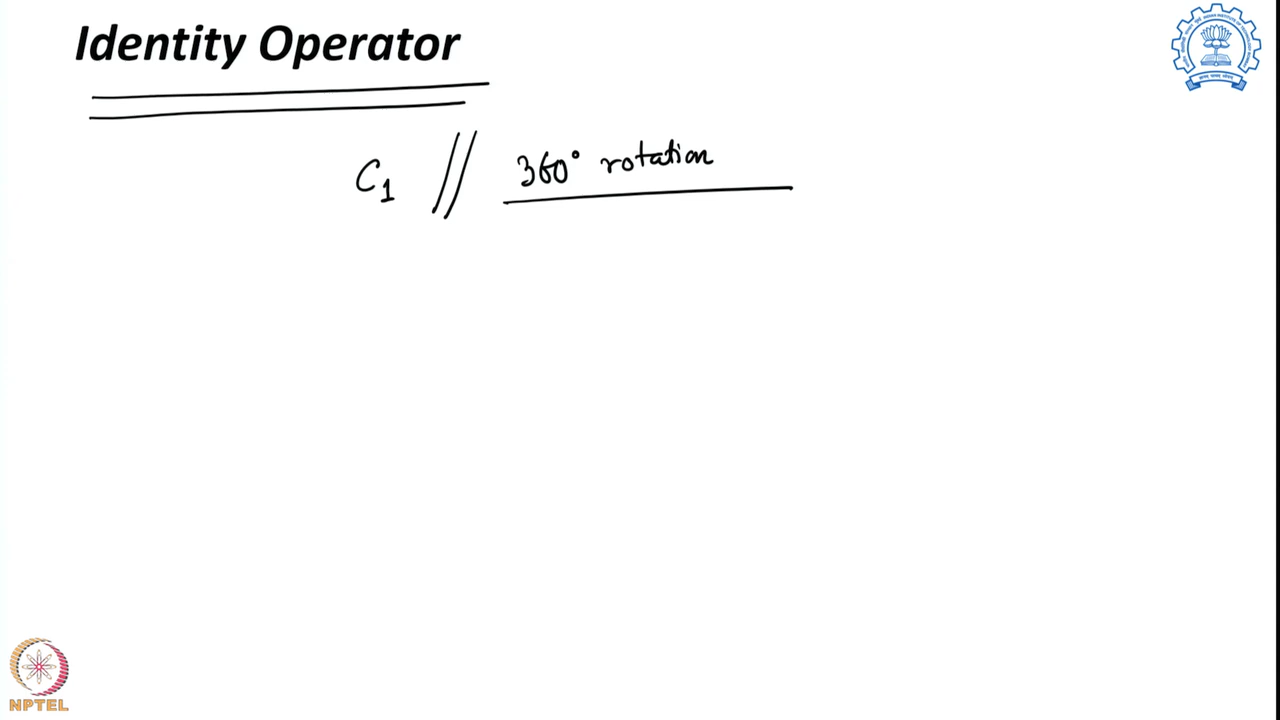 Identity Operator
C₁ // 360° rotation
NPTEL